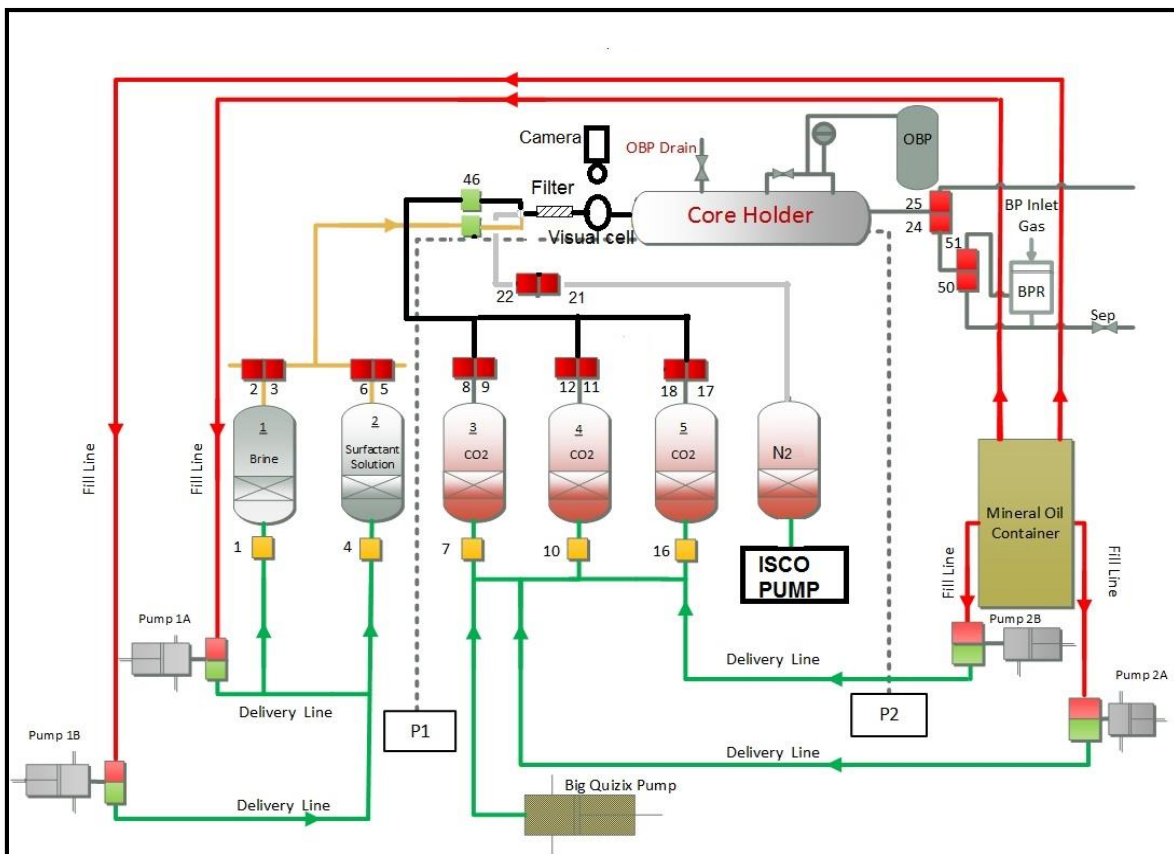 Camera
OBP Drain
OBP
46
Filter
25
BP Inlet
Gas
Core Holder
24
Visual cell
51
22
21
50
BPR
Sep
2 3
6 5
8 9
12 11
18 17
1
Brine
2
Surfactant
Solution
3
CO2
4
CO2
5
CO2
N2
Fill Line
Fill Line
Mineral Oil
Container
1
4
7
10
16
ISCO
PUMP
Fill Line
Fill Line
Pump 1A
Pump 2B
Delivery Line
Pump 2A
Delivery Line
P1
P2
Pump 1B
Delivery Line
Big Quizix Pump
Delivery Line